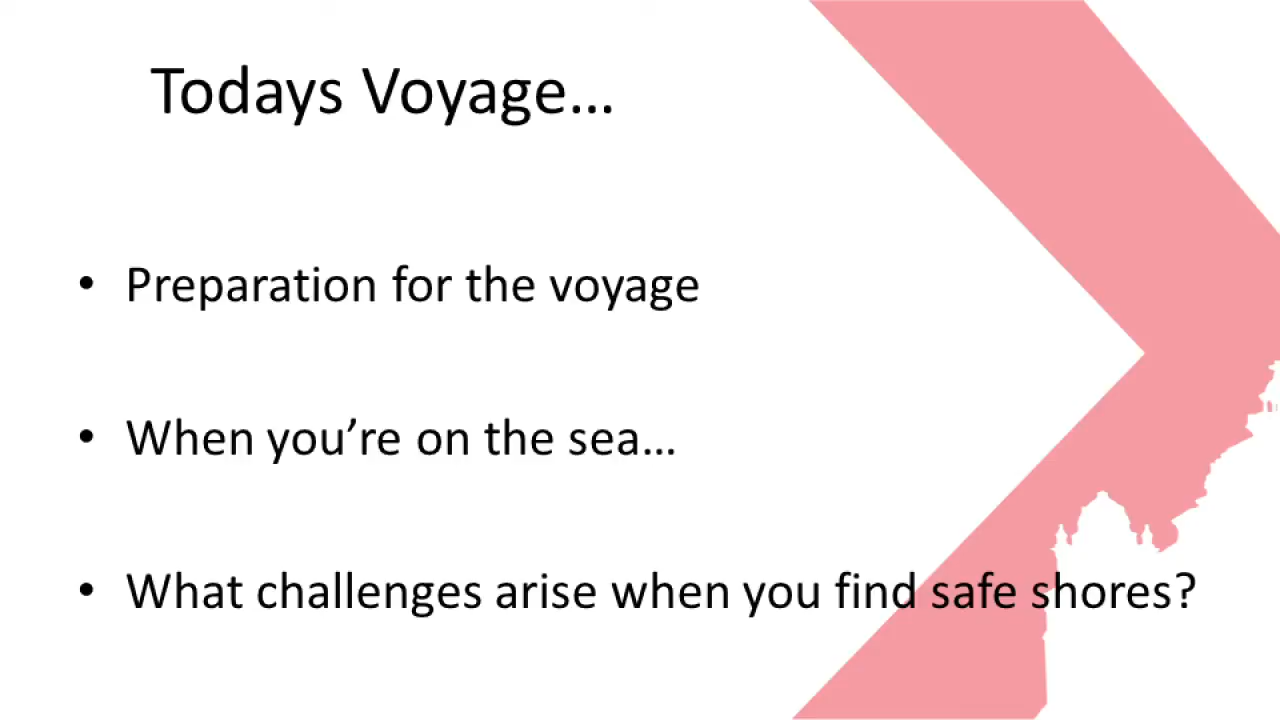 Todays Voyage…
• Preparation for the voyage
• When you’re on the sea…
• What challenges arise when you find safe shores?